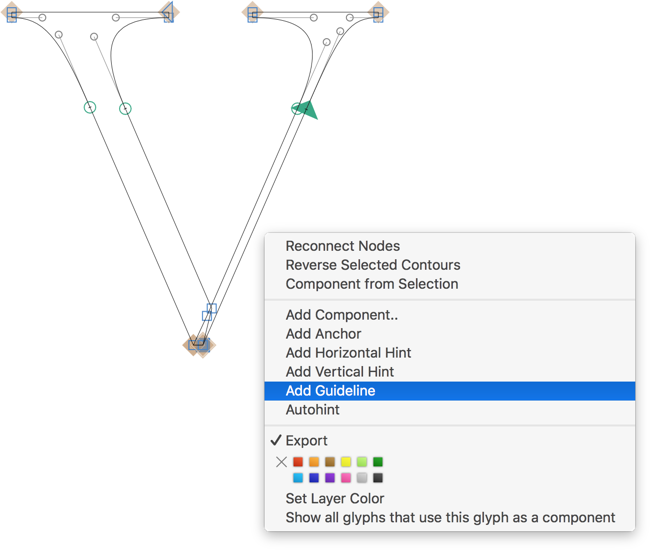 Reconnect Nodes
Reverse Selected Contours
Component from Selection
Add Component..
Add Anchor
Add Horizontal Hint
Add Vertical Hint
Add Guideline
Autohint
Export
Set Layer Color
Show all glyphs that use this glyph as a component